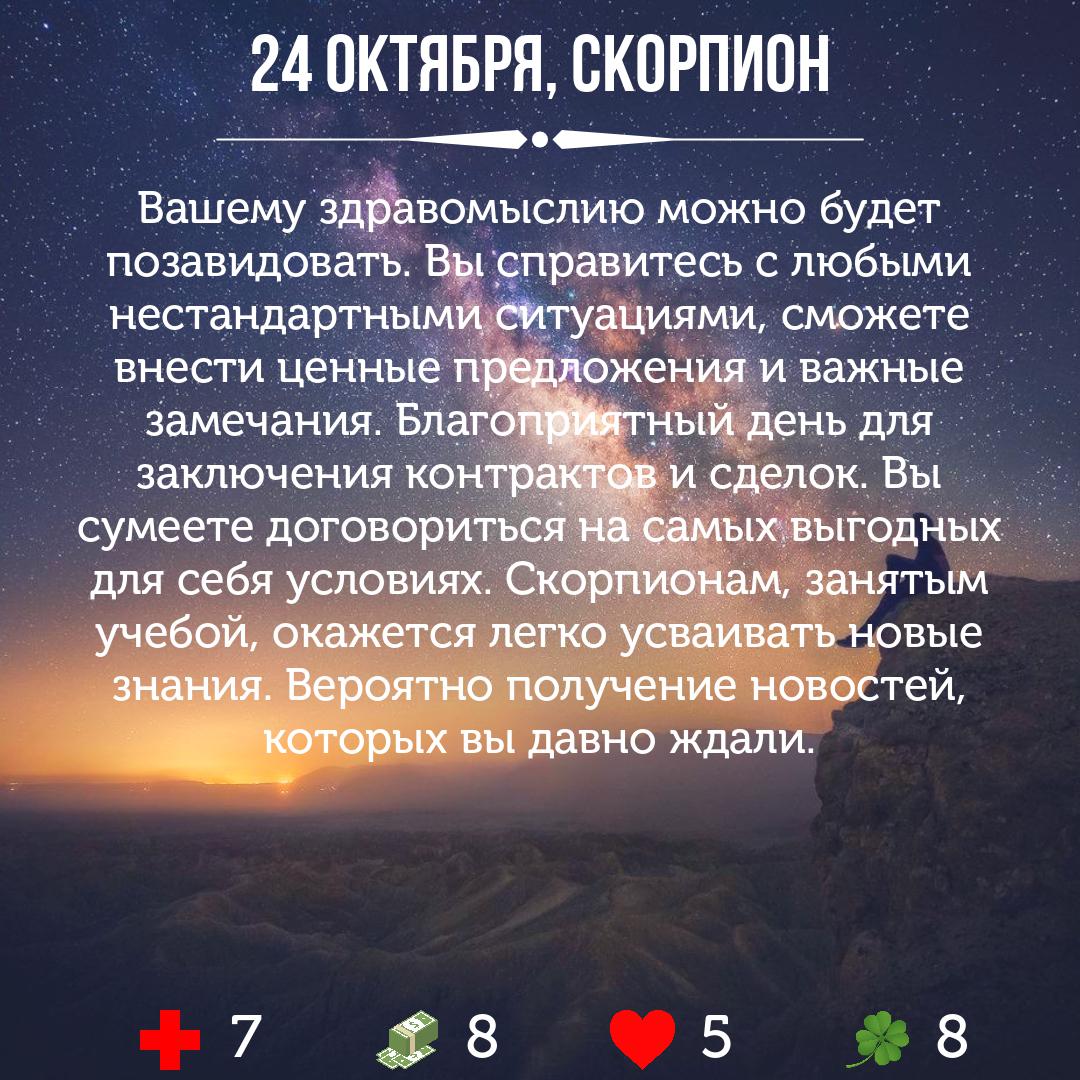 24 ОКТЯБРЯ, СКОРПИОН
Вашему здравомыслию можно будет
позавидовать. Вы справитесь с любыми
нестандартными ситуациями, сможете
внести ценные предложения и важные
замечания. Благоприятный день для
заключения контрактов и сделок. Вы
сумеете договориться на самых выгодных
для себя условиях. Скорпионам, занятым
учебой, окажется легко усваивать новые
знания. Вероятно получение новостей,
которых вы давно ждали.
7 8 5 8